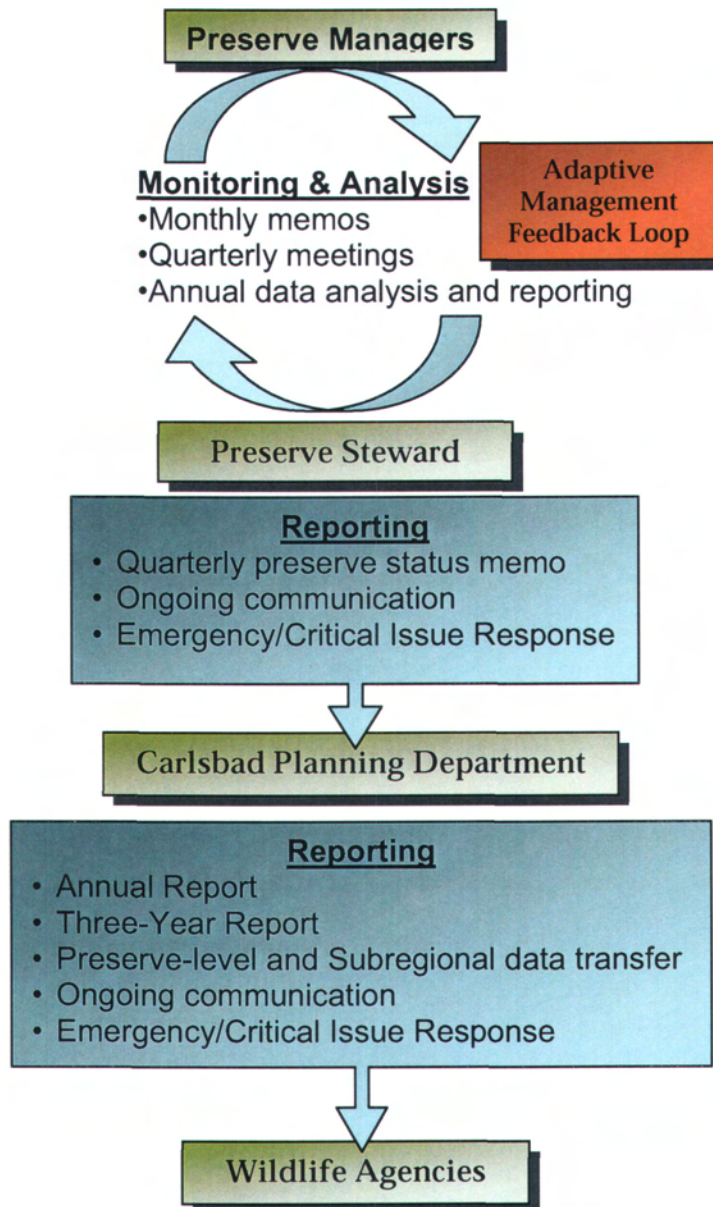 Preserve Managers
Monitoring & Analysis
•Monthly memos
•Quarterly meetings
•Annual data analysis and reporting
Adaptive
Management
Feedback Loop
Preserve Steward
Reporting
• Quarterly preserve status memo
• Ongoing communication
• Emergency/Critical Issue Response
Carlsbad Planning Department
Reporting
• Annual Report
• Three-Year Report
• Preserve-level and Subregional data transfer
• Ongoing communication
• Emergency/Critical Issue Response
Wildlife Agencies